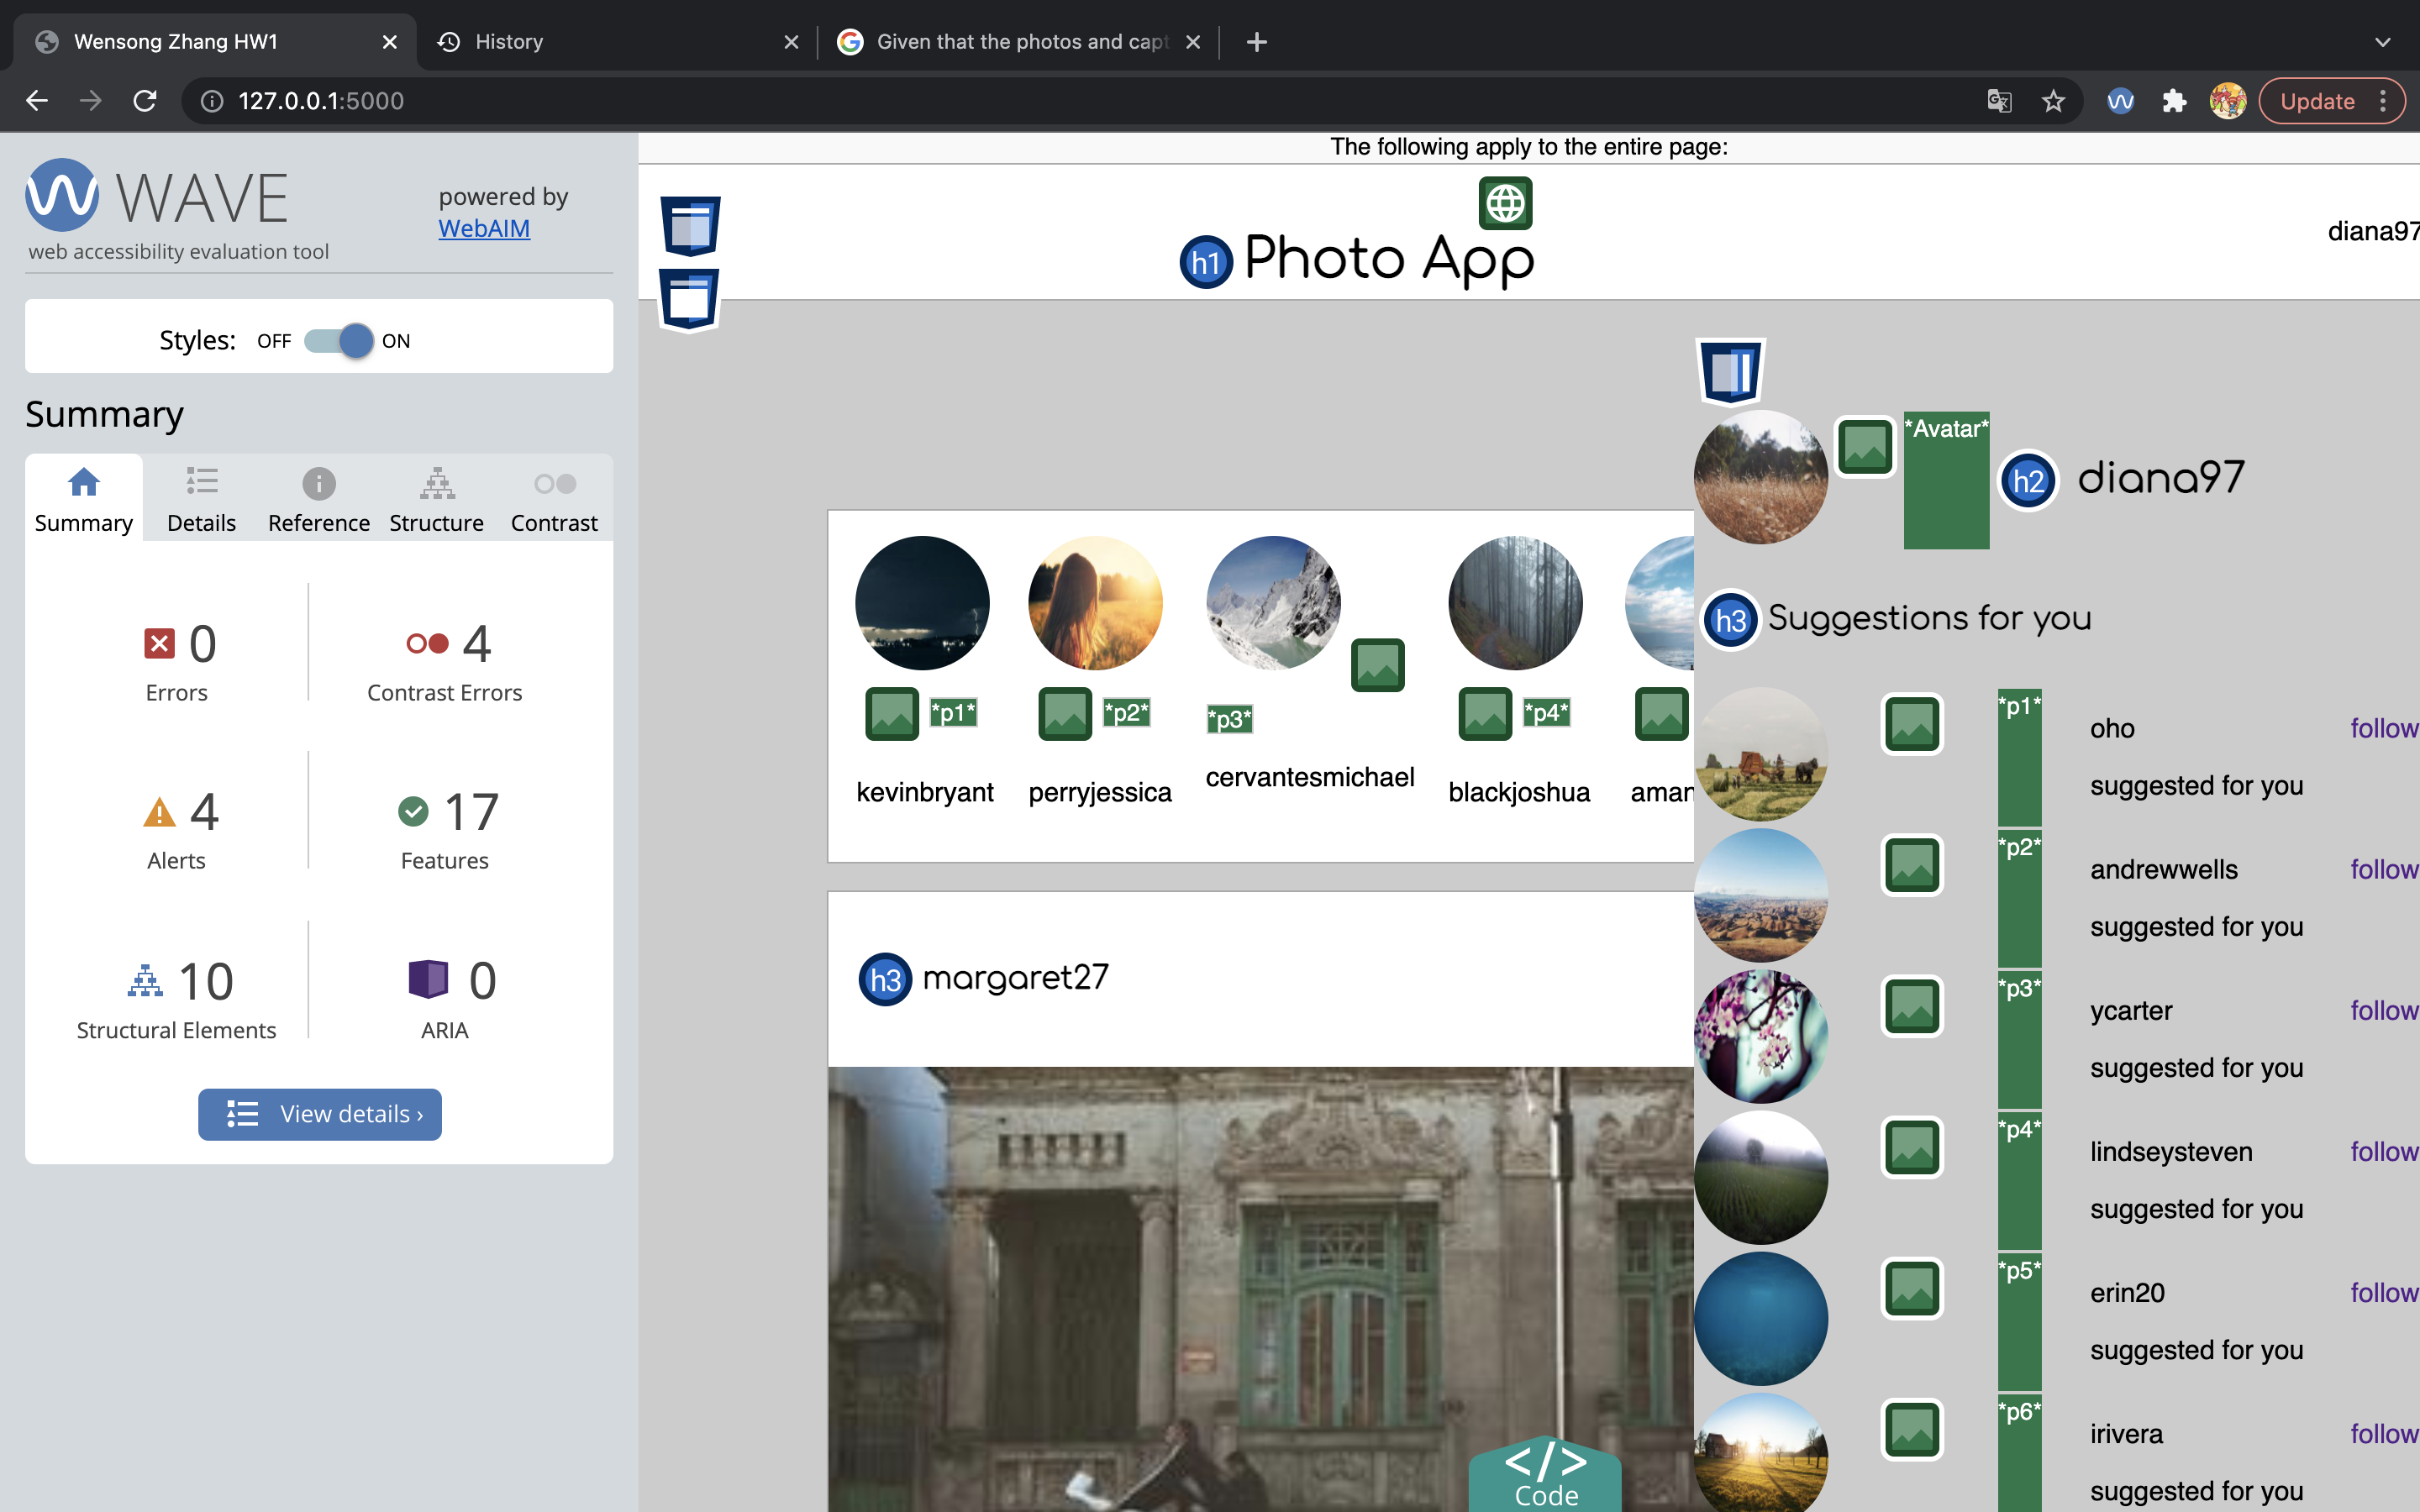 Wensong Zhang HW1
History
Given that the photos and capt
127.0.0.1:5000
Update
WAVE
web accessibility evaluation tool
powered by
WebAIM
Styles: OFF ON
Summary
Summary
Details
Reference
Structure
Contrast
0
Errors
4
Contrast Errors
4
Alerts
17
Features
10
Structural Elements
0
ARIA
View details ›
The following apply to the entire page:
h1 Photo App
diana97
*Avatar*
h2 diana97
*p1*
kevinbryant
*p2*
perryjessica
*p3*
cervantesmichael
*p4*
blackjoshua
aman
h3 margaret27
</>
Code
h3 Suggestions for you
*p1*
oho
follow
suggested for you
*p2*
andrewwells
follow
suggested for you
*p3*
ycarter
follow
suggested for you
*p4*
lindseysteven
follow
suggested for you
*p5*
erin20
follow
suggested for you
*p6*
irivera
follow
suggested for you